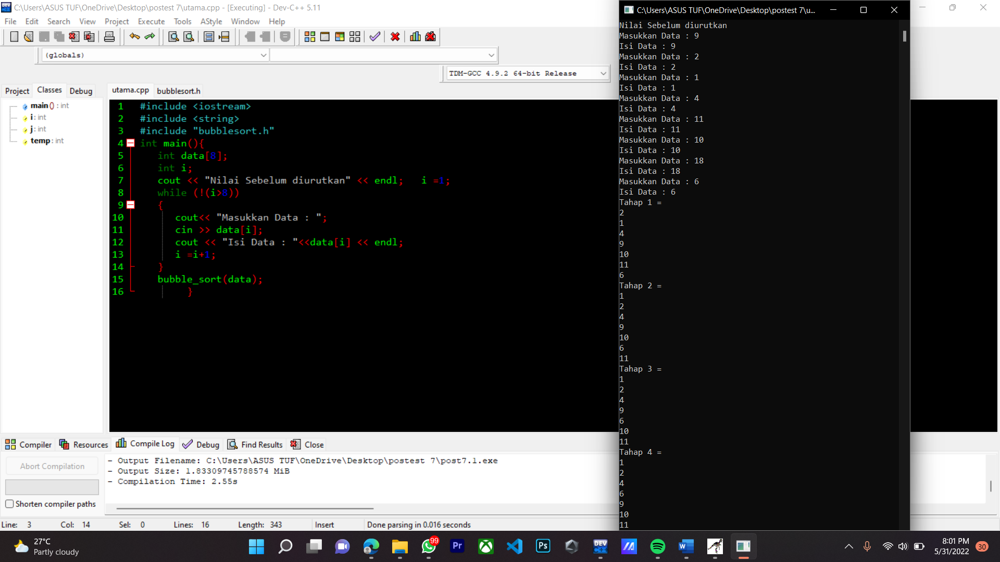 C:\Users\ASUS TUF\OneDrive\Desktop\postest 7\utama.cpp - [Executing] - Dev-C++ 5.11
File Edit Search View Project Execute Tools AStyle Window Help
(globals)
TDM-GCC 4.9.2 64-bit Release
Project Classes Debug
main() : int
i : int
j : int
temp : int
utama.cpp bubblesort.h
1 #include <iostream>
2 #include <string>
3 #include "bubblesort.h"
4 int main(){
5 int data[8];
6 int i;
7 cout << "Nilai Sebelum diurutkan" << endl; i =1;
8 while (!(i>8))
9 {
10 cout<< "Masukkan Data : ";
11 cin >> data[i];
12 cout << "Isi Data : "<<data[i] << endl;
13 i =i+1;
14 }
15 bubble_sort(data);
16 }
C:\Users\ASUS TUF\OneDrive\Desktop\postest 7\u...
Nilai Sebelum diurutkan
Masukkan Data : 9
Isi Data : 9
Masukkan Data : 2
Isi Data : 2
Masukkan Data : 1
Isi Data : 1
Masukkan Data : 4
Isi Data : 4
Masukkan Data : 11
Isi Data : 11
Masukkan Data : 10
Isi Data : 10
Masukkan Data : 18
Isi Data : 18
Masukkan Data : 6
Isi Data : 6
Tahap 1 =
2
1
4
9
10
11
6
Tahap 2 =
1
2
4
9
10
6
11
Tahap 3 =
1
2
4
9
6
10
11
Tahap 4 =
1
2
4
6
9
10
11
Compiler Resources Compile Log Debug Find Results Close
Abort Compilation
Shorten compiler paths
- Output Filename: C:\Users\ASUS TUF\OneDrive\Desktop\postest 7\post7.1.exe
- Output Size: 1.83309745788574 MiB
- Compilation Time: 2.55s
Line: 3 Col: 14 Sel: 0 Lines: 16 Length: 343 Insert Done parsing in 0.016 seconds
27°C
Partly cloudy
99
Pr
Ps
DEV
W
8:01 PM
5/31/2022
30